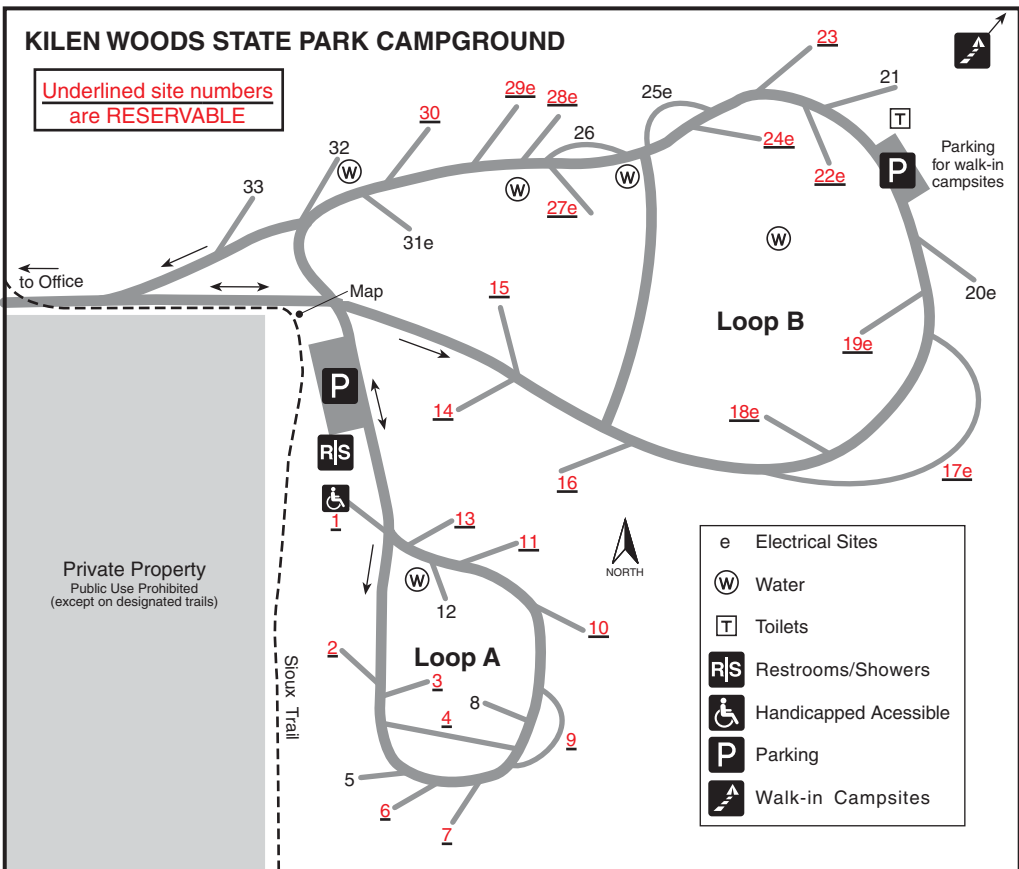 KILEN WOODS STATE PARK CAMPGROUND
Underlined site numbers
are RESERVABLE
23
21
29e
28e
25e
30
26
24e
T
32
W
W
W
27e
22e
P
Parking
for walk-in
campsites
33
31e
W
to Office
Map
15
Loop B
20e
19e
P
14
18e
R|S
16
17e
1
13
11
W
12
NORTH
10
Private Property
Public Use Prohibited
(except on designated trails)
Sioux Trail
2
Loop A
3
8
4
9
5
6
7
e Electrical Sites
W Water
T Toilets
R|S Restrooms/Showers
Handicapped Acessible
P Parking
Walk-in Campsites